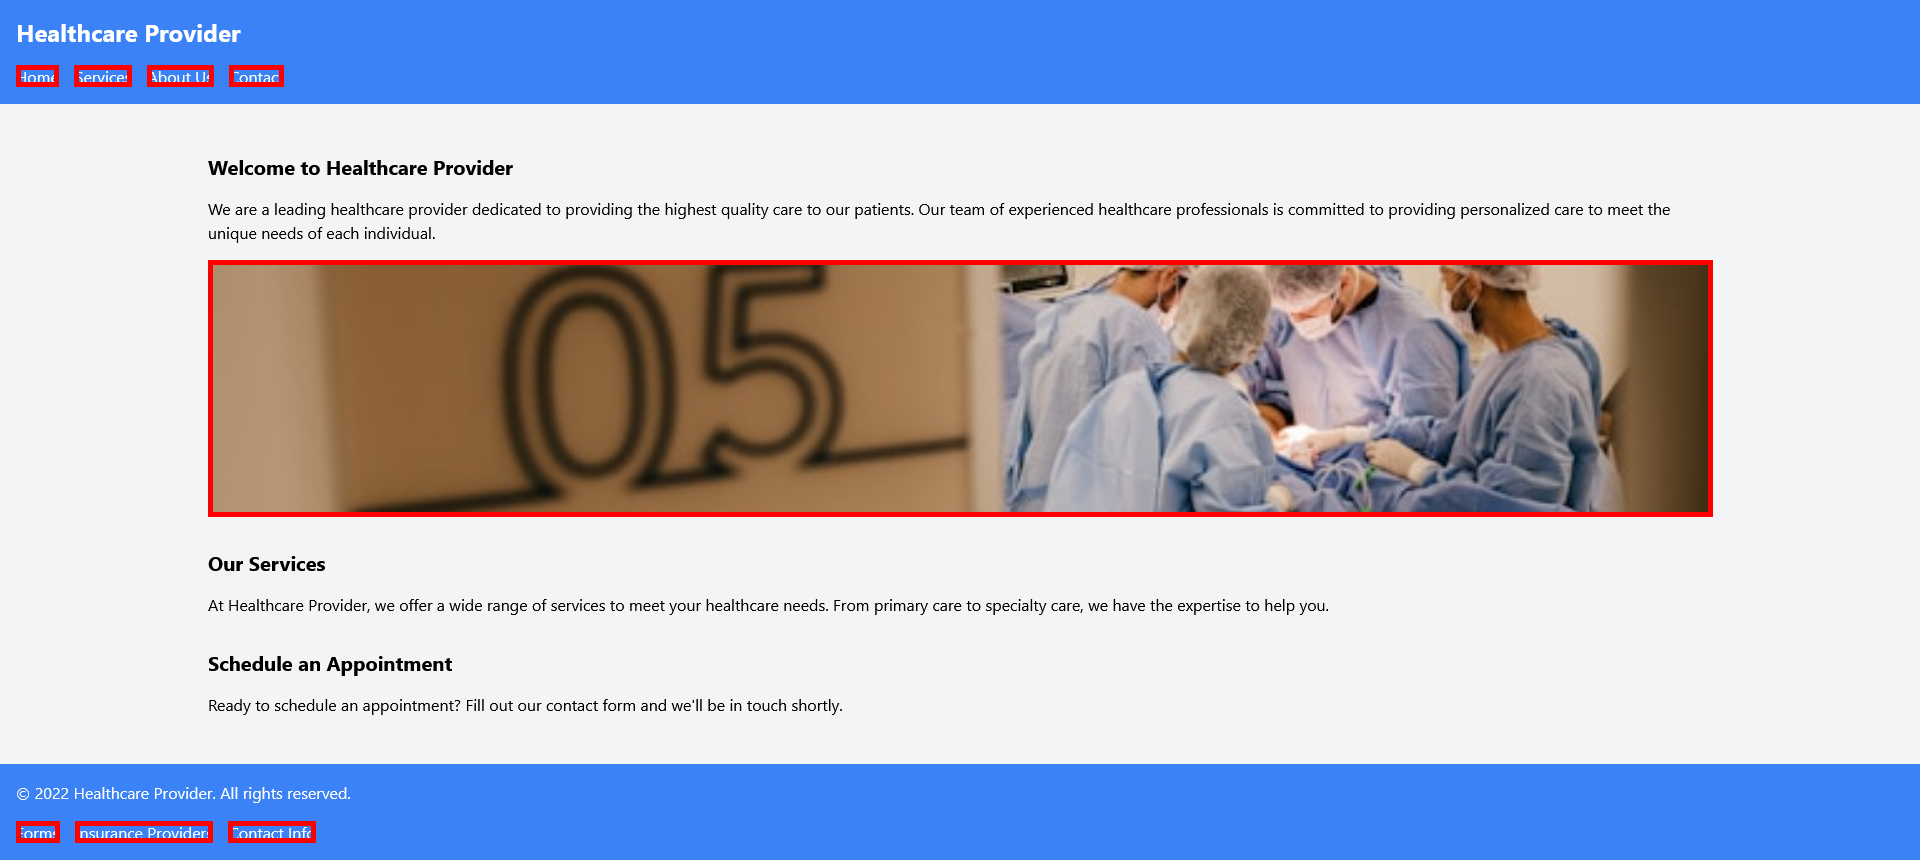 Healthcare Provider
Home Services About Us Contact
Welcome to Healthcare Provider
We are a leading healthcare provider dedicated to providing the highest quality care to our patients. Our team of experienced healthcare professionals is committed to providing personalized care to meet the
unique needs of each individual.
05
Our Services
At Healthcare Provider, we offer a wide range of services to meet your healthcare needs. From primary care to specialty care, we have the expertise to help you.
Schedule an Appointment
Ready to schedule an appointment? Fill out our contact form and we'll be in touch shortly.
© 2022 Healthcare Provider. All rights reserved.
Forms Insurance Providers Contact Info